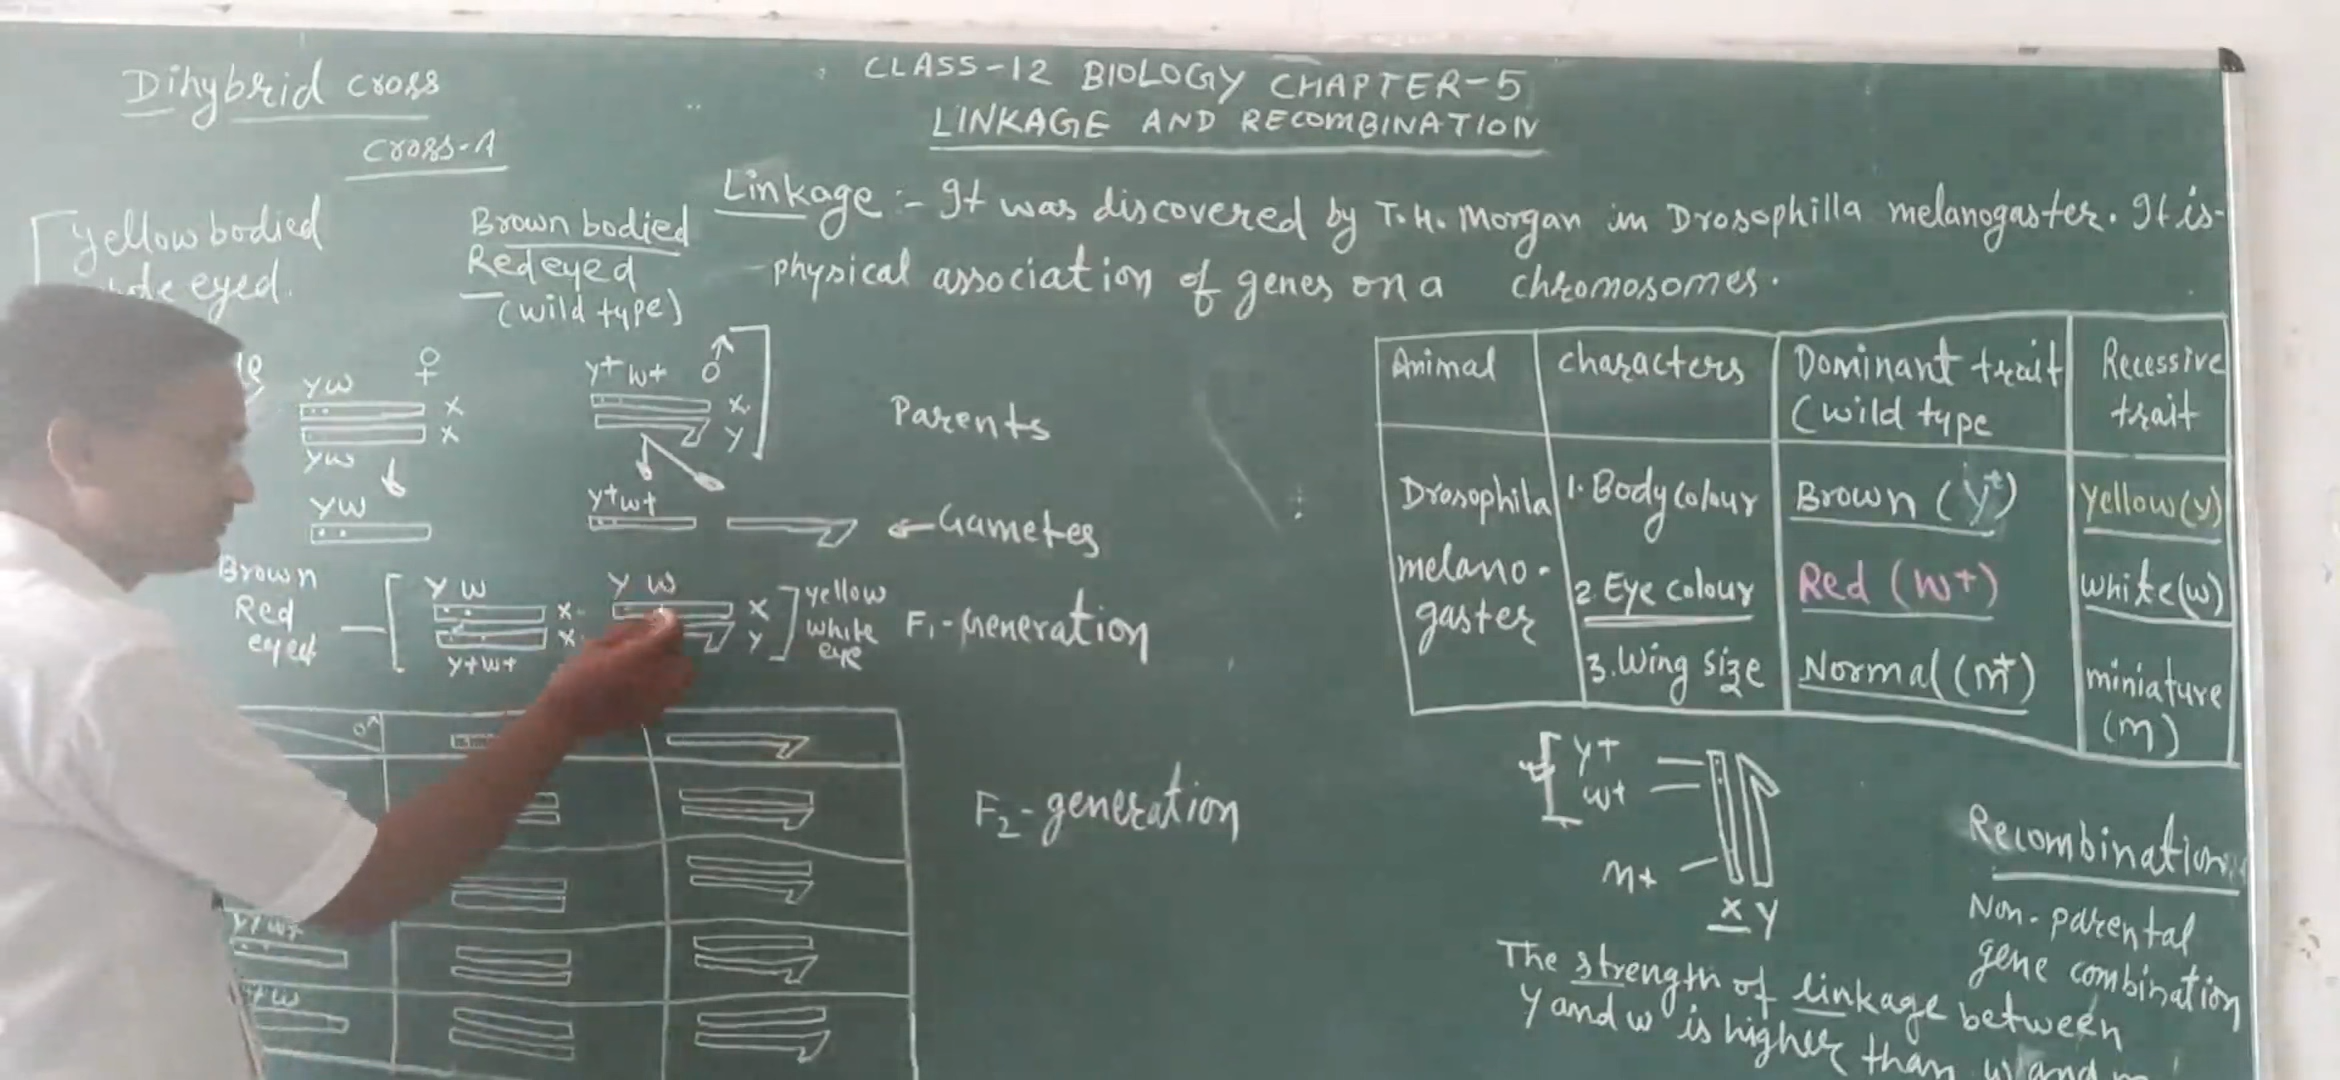 Dihybrid cross
cross-A
CLASS-12 BIOLOGY CHAPTER-5
LINKAGE AND RECOMBINATION
Linkage :- It was discovered by T.H. Morgan in Drosophilla melanogaster. It is-
physical association of genes on a chromosomes.
Yellow bodied
eyed.
Brown bodied
Red eyed
(wild type)
yw ♀
X
X
yw
yw
y+ w+ ♂
X
Y
y+w+
Parents
← Gametes
Brown
Red
eyed
y w
X
X
y+w+
y w
X
Y
yellow
white
eye
F1-Generation
♂
F2-generation
Animal
characters
Dominant trait
(wild type
Recessive
trait
Drosophila
melano-
gaster
1. Body colour
Brown (y+)
yellow(y)
2. Eye colour
Red (w+)
white(w)
3. Wing size
Normal (m+)
miniature
(m)
y+
w+
m+
X Y
Recombination
Non-parental
gene combination
The strength of linkage between
y and w is higher than w and m